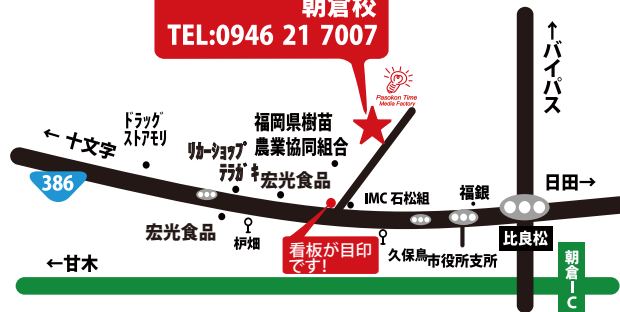 朝倉校
TEL:0946 21 7007
←バイパス
Pasokon Time
Media Factory
ドラッグ
ストアモリ
←十文字
福岡県樹苗
農業協同組合
リカーショップ
テラガキ
宏光食品
386
IMC 石松組
福銀
日田→
宏光食品
枦畑
看板が目印
です!
久保鳥
市役所支所
比良松
←甘木
朝倉IC